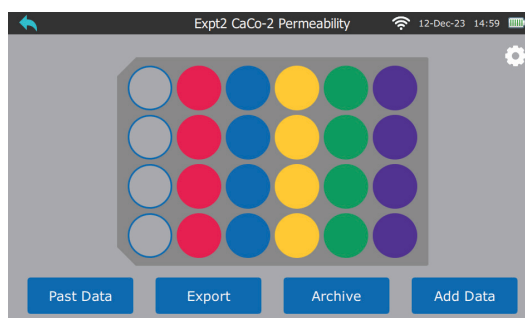 Expt2 CaCo-2 Permeability 12-Dec-23 14:59
Past Data Export Archive Add Data